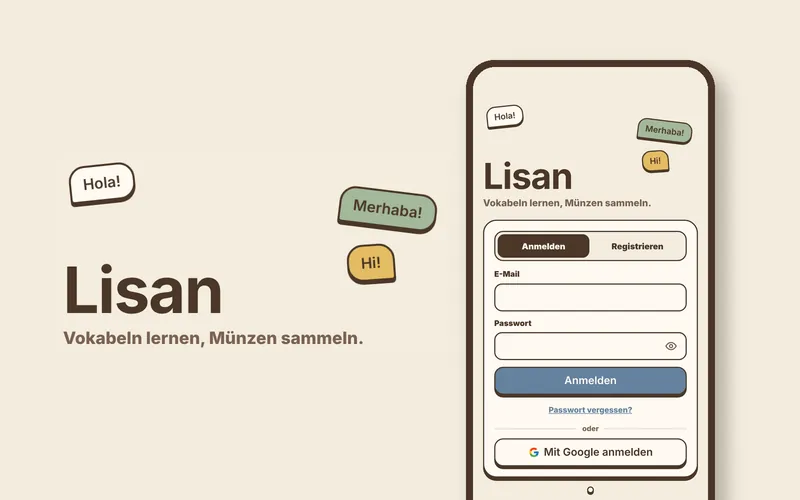 Hola!
Merhaba!
Hi!
Lisan
Vokabeln lernen, Münzen sammeln.
Hola!
Merhaba!
Hi!
Lisan
Vokabeln lernen, Münzen sammeln.
Anmelden Registrieren
E-Mail
Passwort
Anmelden
Passwort vergessen?
oder
Mit Google anmelden